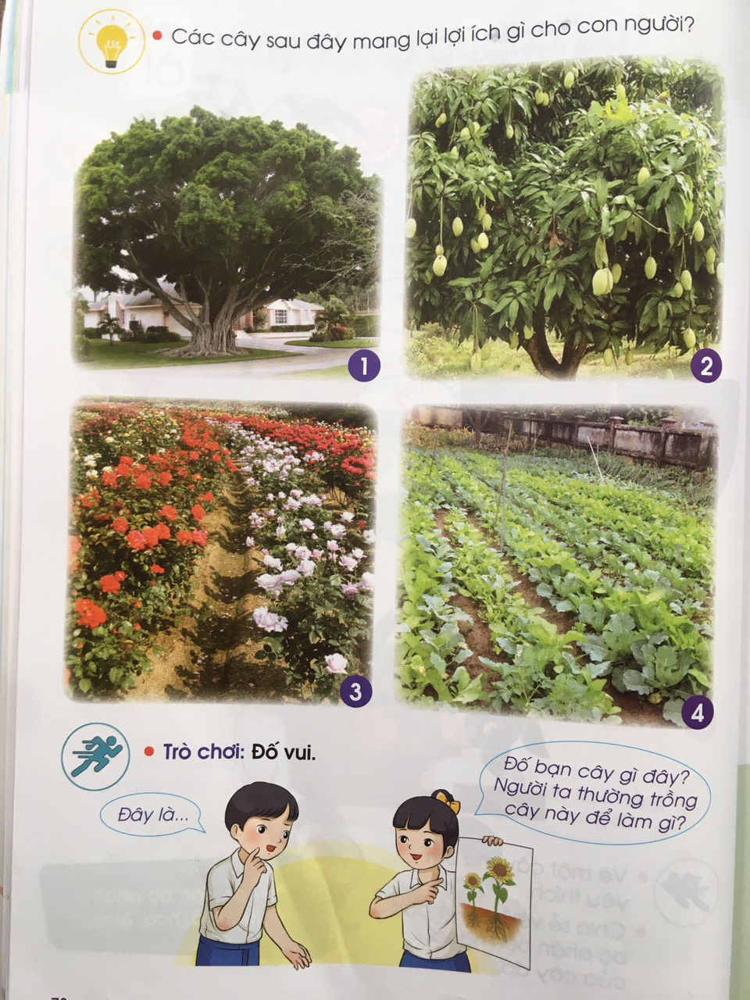 Các cây sau đây mang lại lợi ích gì cho con người?
1
2
3
4
Trò chơi: Đố vui.
Đây là...
Đố bạn cây gì đây?
Người ta thường trồng
cây này để làm gì?